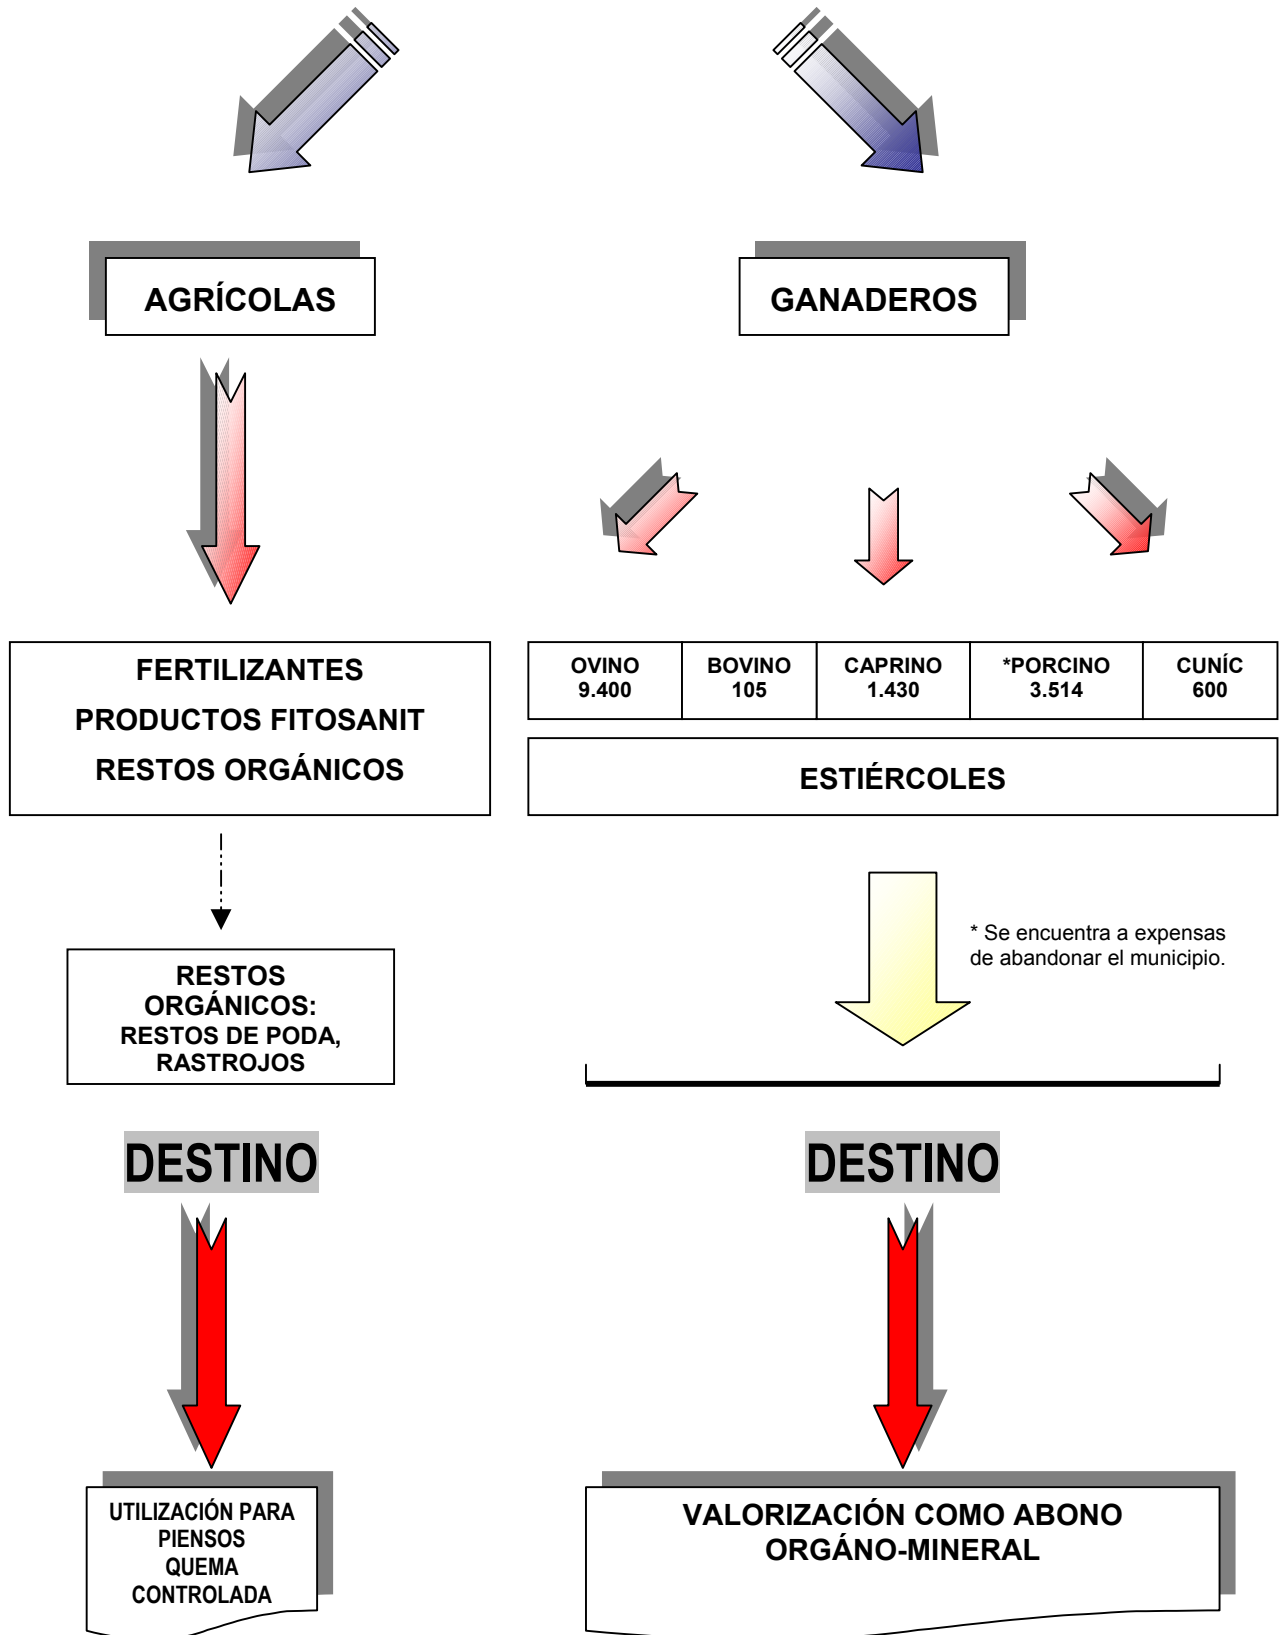 AGRÍCOLAS
GANADEROS
FERTILIZANTES
PRODUCTOS FITOSANIT
RESTOS ORGÁNICOS
OVINO
9.400
BOVINO
105
CAPRINO
1.430
*PORCINO
3.514
CUNÍC
600
ESTIÉRCOLES
* Se encuentra a expensas
de abandonar el municipio.
RESTOS
ORGÁNICOS:
RESTOS DE PODA,
RASTROJOS
DESTINO
DESTINO
UTILIZACIÓN PARA
PIENSOS
QUEMA
CONTROLADA
VALORIZACIÓN COMO ABONO
ORGÁNO-MINERAL